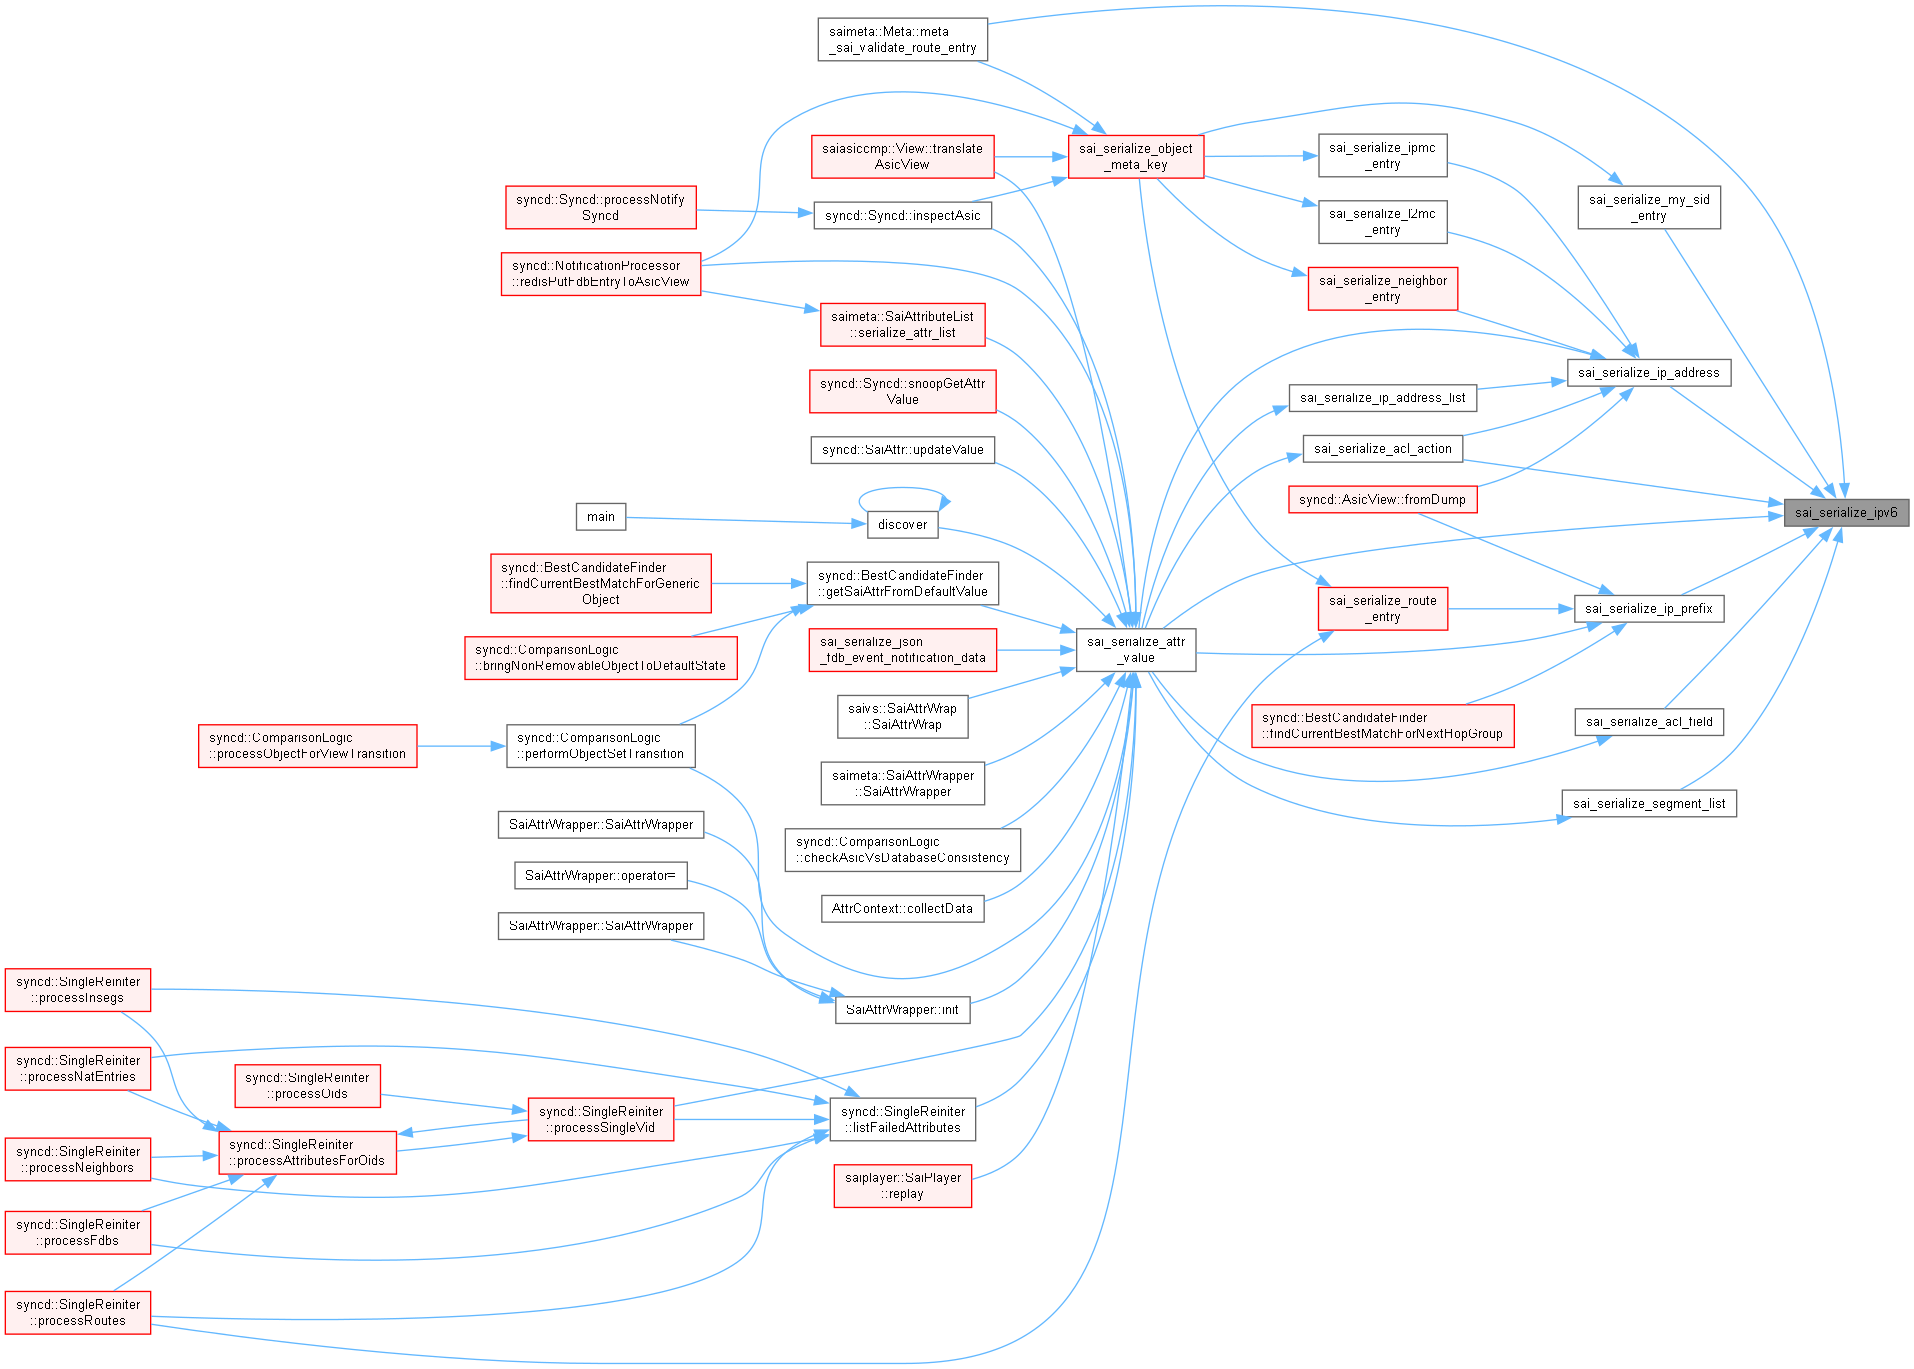 saimeta::Meta::meta
_sai_validate_route_entry
sai_serialize_object
_meta_key
saiasiccmp::View::translate
AsicView
sai_serialize_ipmc
_entry
sai_serialize_my_sid
_entry
syncd::Syncd::processNotify
Syncd
syncd::Syncd::inspectAsic
sai_serialize_l2mc
_entry
syncd::NotificationProcessor
::redisPutFdbEntryToAsicView
sai_serialize_neighbor
_entry
saimeta::SaiAttributeList
::serialize_attr_list
sai_serialize_ip_address
syncd::Syncd::snoopGetAttr
Value
sai_serialize_ip_address_list
syncd::SaiAttr::updateValue
sai_serialize_acl_action
syncd::AsicView::fromDump
main
discover
sai_serialize_ipv6
syncd::BestCandidateFinder
::findCurrentBestMatchForGeneric
Object
syncd::BestCandidateFinder
::getSaiAttrFromDefaultValue
sai_serialize_route
_entry
sai_serialize_ip_prefix
syncd::ComparisonLogic
::bringNonRemovableObjectToDefaultState
sai_serialize_json
_fdb_event_notification_data
sai_serialize_attr
_value
saivs::SaiAttrWrap
::SaiAttrWrap
syncd::BestCandidateFinder
::findCurrentBestMatchForNextHopGroup
sai_serialize_acl_field
syncd::ComparisonLogic
::processObjectForViewTransition
syncd::ComparisonLogic
::performObjectSetTransition
saimeta::SaiAttrWrapper
::SaiAttrWrapper
sai_serialize_segment_list
SaiAttrWrapper::SaiAttrWrapper
syncd::ComparisonLogic
::checkAsicVsDatabaseConsistency
SaiAttrWrapper::operator=
AttrContext::collectData
SaiAttrWrapper::SaiAttrWrapper
syncd::SingleReiniter
::processInsegs
SaiAttrWrapper::init
syncd::SingleReiniter
::processNatEntries
syncd::SingleReiniter
::processOids
syncd::SingleReiniter
::processSingleVid
syncd::SingleReiniter
::listFailedAttributes
syncd::SingleReiniter
::processNeighbors
syncd::SingleReiniter
::processAttributesForOids
saiplayer::SaiPlayer
::replay
syncd::SingleReiniter
::processFdbs
syncd::SingleReiniter
::processRoutes